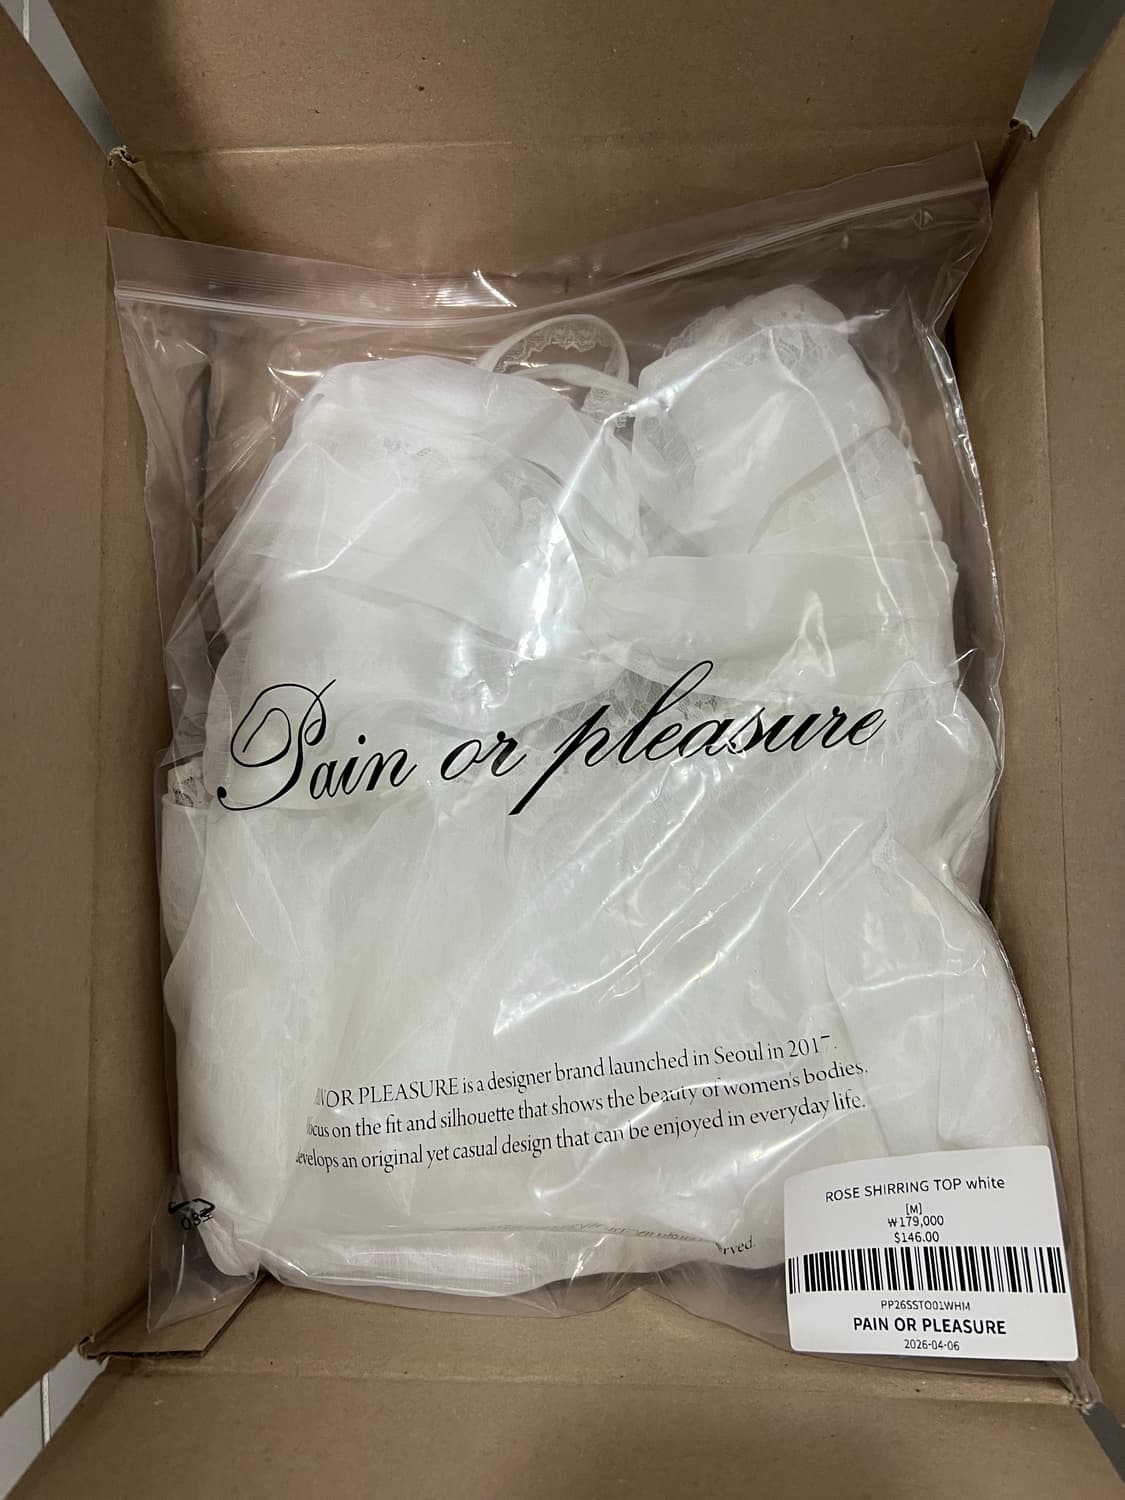 Pain or pleasure
OR PLEASURE is a designer brand launched in Seoul in 2017.
focus on the fit and silhouette that shows the beauty of women's bodies.
develops an original yet casual design that can be enjoyed in everyday life.
ROSE SHIRRING TOP white
[M]
₩179,000
$146.00
PP26SSTO01WHM
PAIN OR PLEASURE
2026-04-06